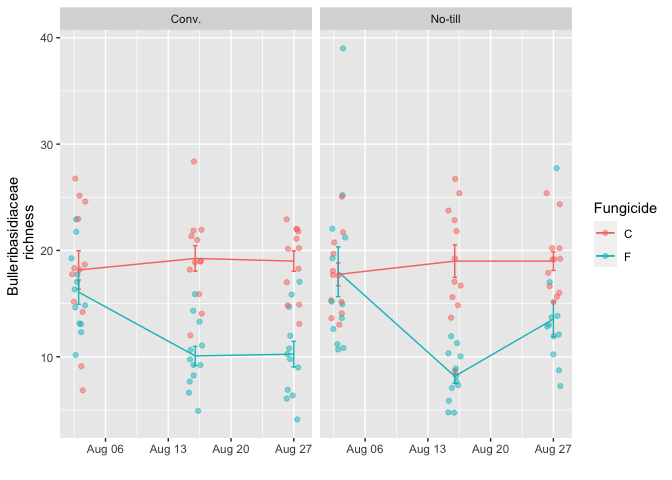 Conv.
No-till
40
30
20
10
Bulleribasidiaceae
richness
Aug 06
Aug 13
Aug 20
Aug 27
Aug 06
Aug 13
Aug 20
Aug 27
Fungicide
C
F